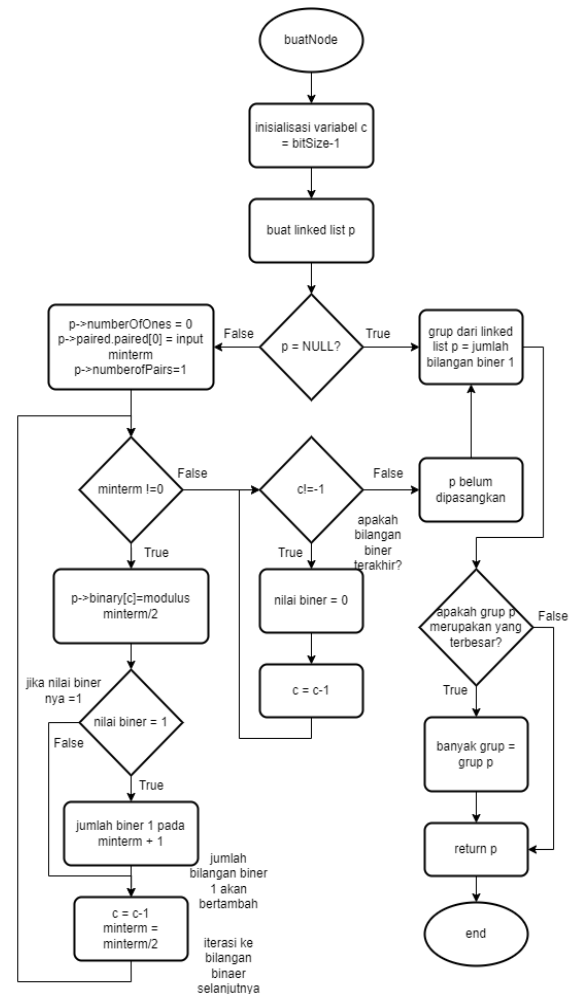 buatNode
inisialisasi variabel c
= bitSize-1
buat linked list p
p = NULL?
False
True
p->numberOfOnes = 0
p->paired.paired[0] = input
minterm
p->numberofPairs=1
grup dari linked
list p = jumlah
bilangan biner 1
minterm !=0
False
True
c!=-1
False
True
apakah
bilangan
biner
terakhir?
p belum
dipasangkan
p->binary[c]=modulus
minterm/2
nilai biner = 0
c = c-1
apakah grup p
merupakan yang
terbesar?
False
True
jika nilai biner
nya =1
nilai biner = 1
False
True
banyak grup =
grup p
jumlah biner 1 pada
minterm + 1
jumlah
bilangan biner
1 akan
bertambah
return p
c = c-1
minterm =
minterm/2
iterasi ke
bilangan
binaer
selanjutnya
end